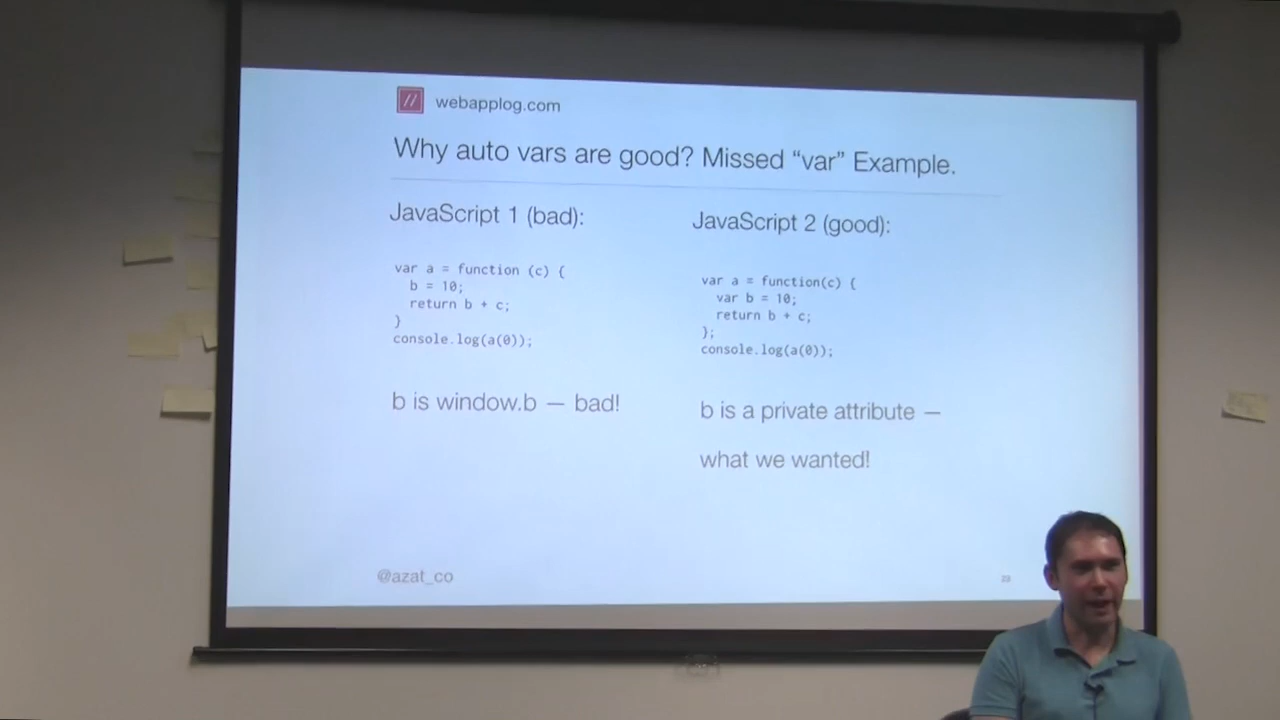 webapplog.com
Why auto vars are good? Missed “var” Example.
JavaScript 1 (bad):
var a = function (c) {
b = 10;
return b + c;
}
console.log(a(0));
b is window.b — bad!
JavaScript 2 (good):
var a = function(c) {
var b = 10;
return b + c;
};
console.log(a(0));
b is a private attribute —
what we wanted!
@azat_co